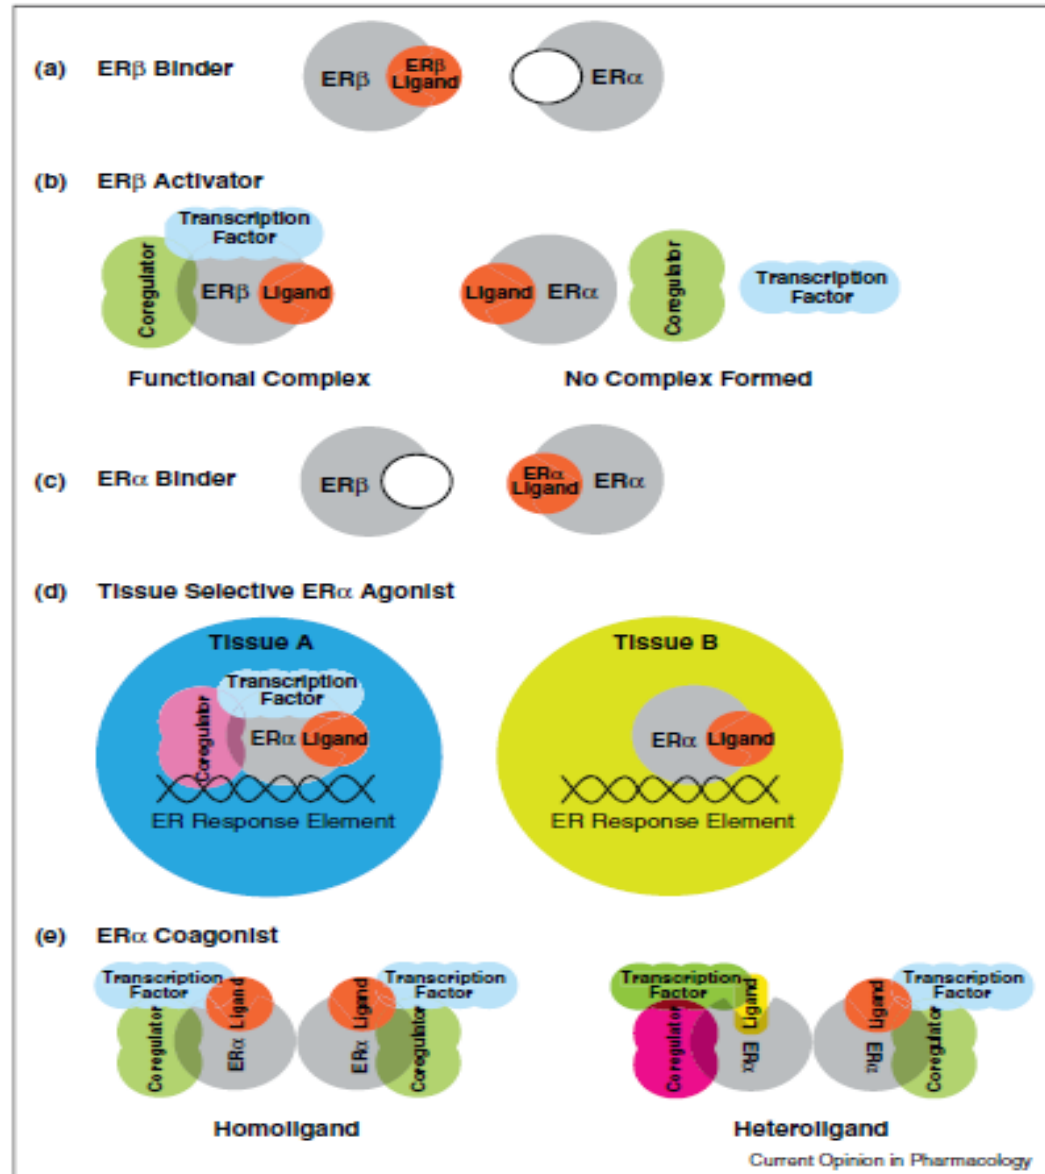 (a) ERβ Binder
ERβ
ERβ
Ligand
ERα
(b) ERβ Activator
Transcription
Factor
Coregulator
ERβ
Ligand
Ligand
ERα
Coregulator
Transcription
Factor
Functional Complex
No Complex Formed
(c) ERα Binder
ERβ
ERα
Ligand
ERα
(d) Tissue Selective ERα Agonist
Tissue A
Transcription
Factor
Coregulator
ERα
Ligand
ER Response Element
Tissue B
ERα
Ligand
ER Response Element
(e) ERα Coagonist
Transcription
Factor
Ligand
Coregulator
ERα
Ligand
Transcription
Factor
ERα
Coregulator
Homoligand
Transcription
Factor
Ligand
Coregulator
ERα
Ligand
Transcription
Factor
ERα
Coregulator
Heteroligand
Current Opinion in Pharmacology